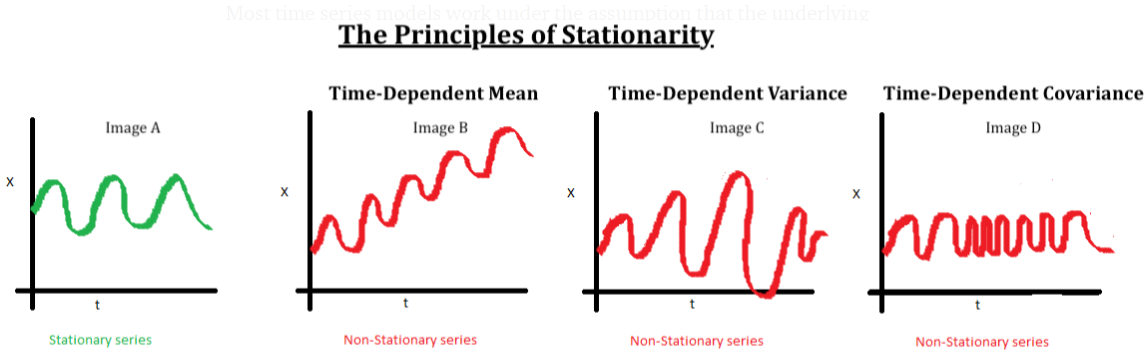 Most time series models work under the assumption that the underlying
The Principles of Stationarity
Time-Dependent Mean
Time-Dependent Variance
Time-Dependent Covariance
Image A
Image B
Image C
Image D
X
X
X
X
t
t
t
t
Stationary series
Non-Stationary series
Non-Stationary series
Non-Stationary series